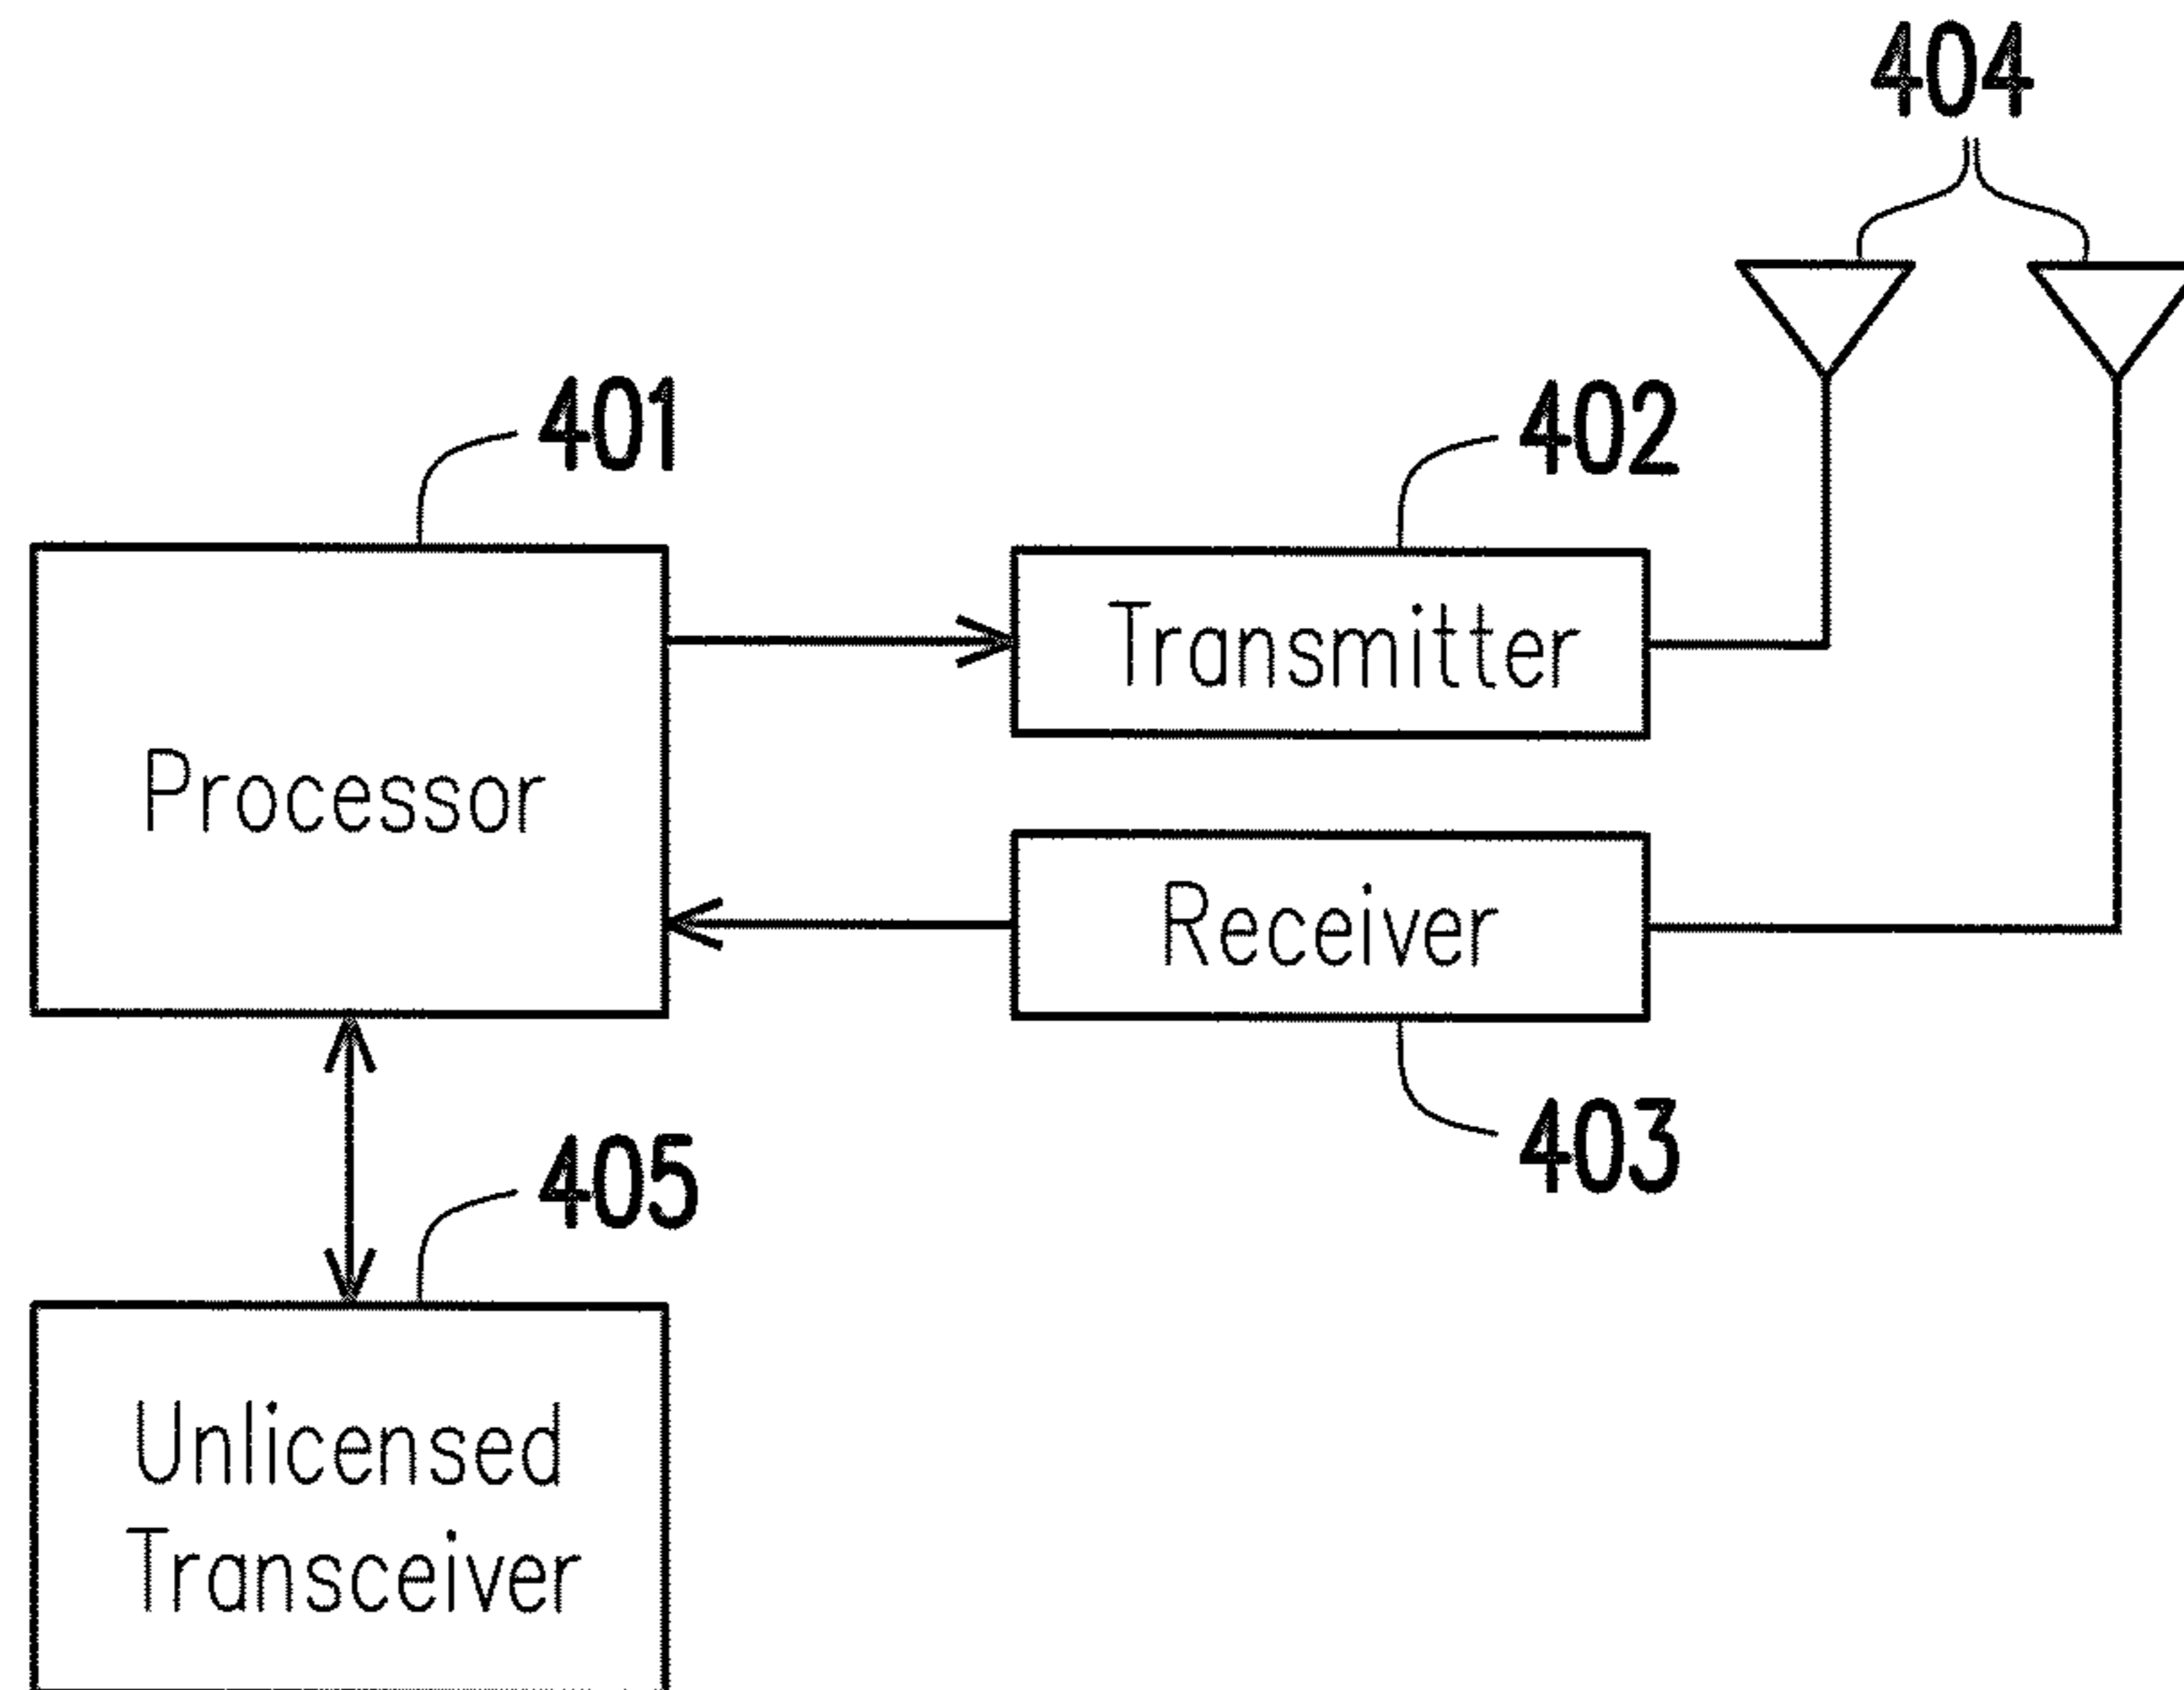 404
401
402
Transmitter
Processor
Receiver
403
405
Unlicensed
Transceiver